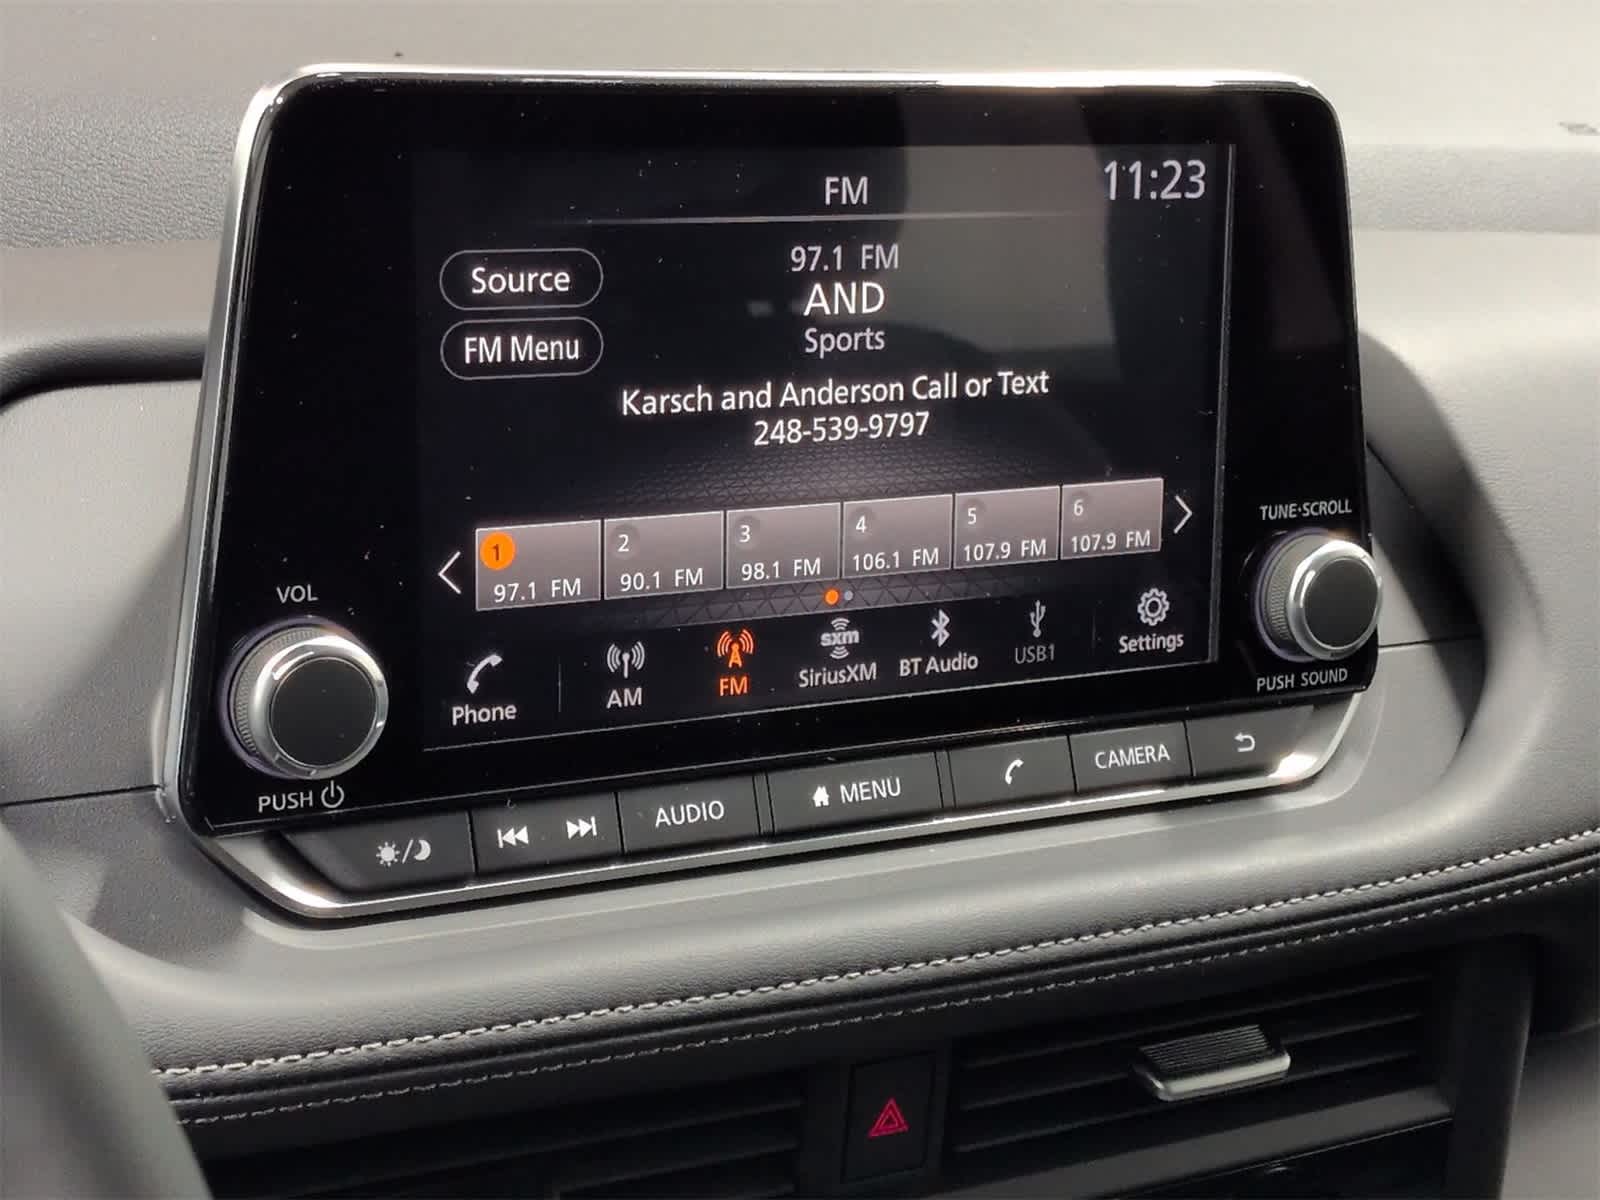 FM
11:23
Source
97.1 FM
AND
Sports
FM Menu
Karsch and Anderson Call or Text
248-539-9797
1
97.1 FM
2
90.1 FM
3
98.1 FM
4
106.1 FM
5
107.9 FM
6
107.9 FM
TUNE·SCROLL
VOL
Phone
AM
FM
sxm
SiriusXM
BT Audio
USB1
Settings
PUSH SOUND
PUSH
AUDIO
MENU
CAMERA